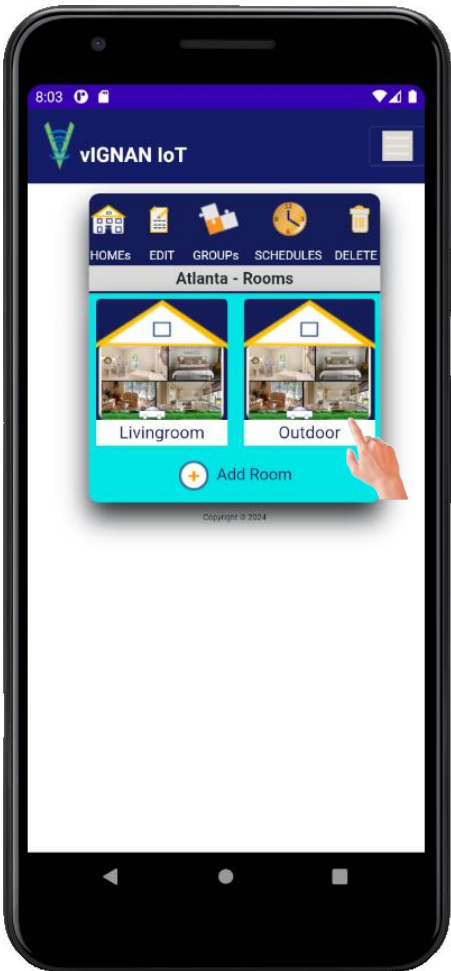 8:03
vIGNAN IoT
HOMEs EDIT GROUPs SCHEDULES DELETE
Atlanta - Rooms
Livingroom Outdoor
Add Room
Copyright © 2024